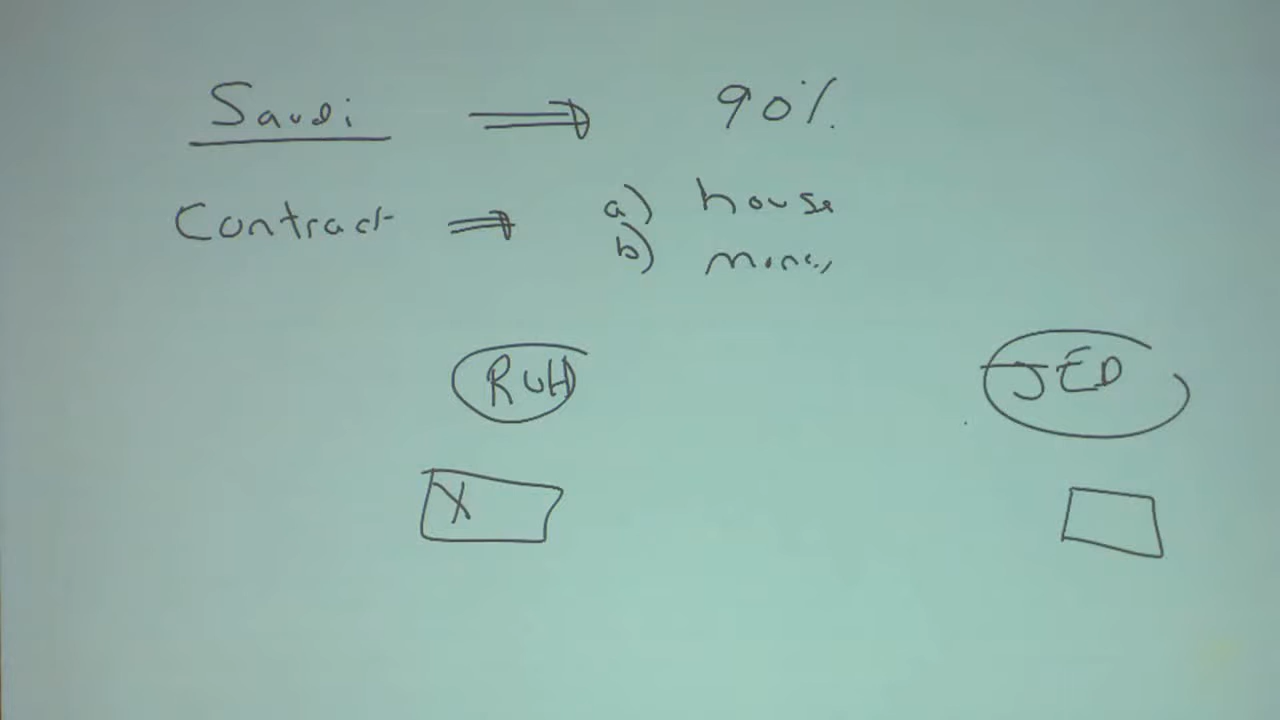 Saudi ⇒ 90%
Contract ⇒ a) house
b) money
RUH JED
X